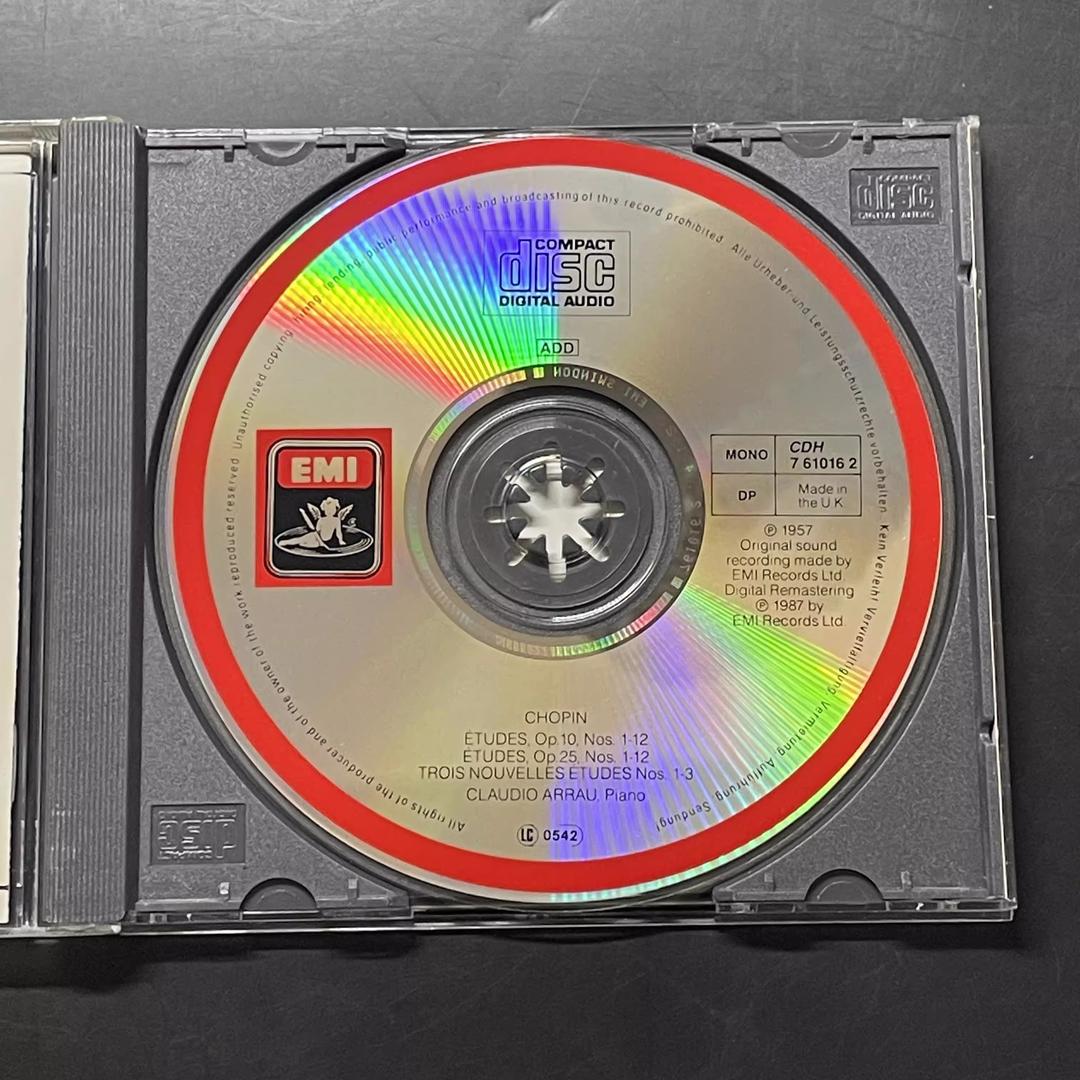 COMPACT
disc
DIGITAL AUDIO
COMPACT
disc
DIGITAL AUDIO
ADD
EMI SWINDON
EMI
MONO
CDH
7 61016 2
DP
Made in
the U K
℗ 1957
Original sound
recording made by
EMI Records Ltd.
Digital Remastering
℗ 1987 by
EMI Records Ltd.
CHOPIN
ETUDES, Op.10, Nos. 1-12
ETUDES, Op.25, Nos. 1-12
TROIS NOUVELLES ETUDES Nos. 1-3
CLAUDIO ARRAU, Piano
LC 0542
All rights of the producer and of the owner of the work reproduced reserved. Unauthorised copying, hiring, lending, public performance and broadcasting of this record prohibited. Alle Urheber- und Leistungsschutzrechte vorbehalten. Kein Verleih! Vervielfältigung, Vermietung, Aufführung, Sendung!
disc